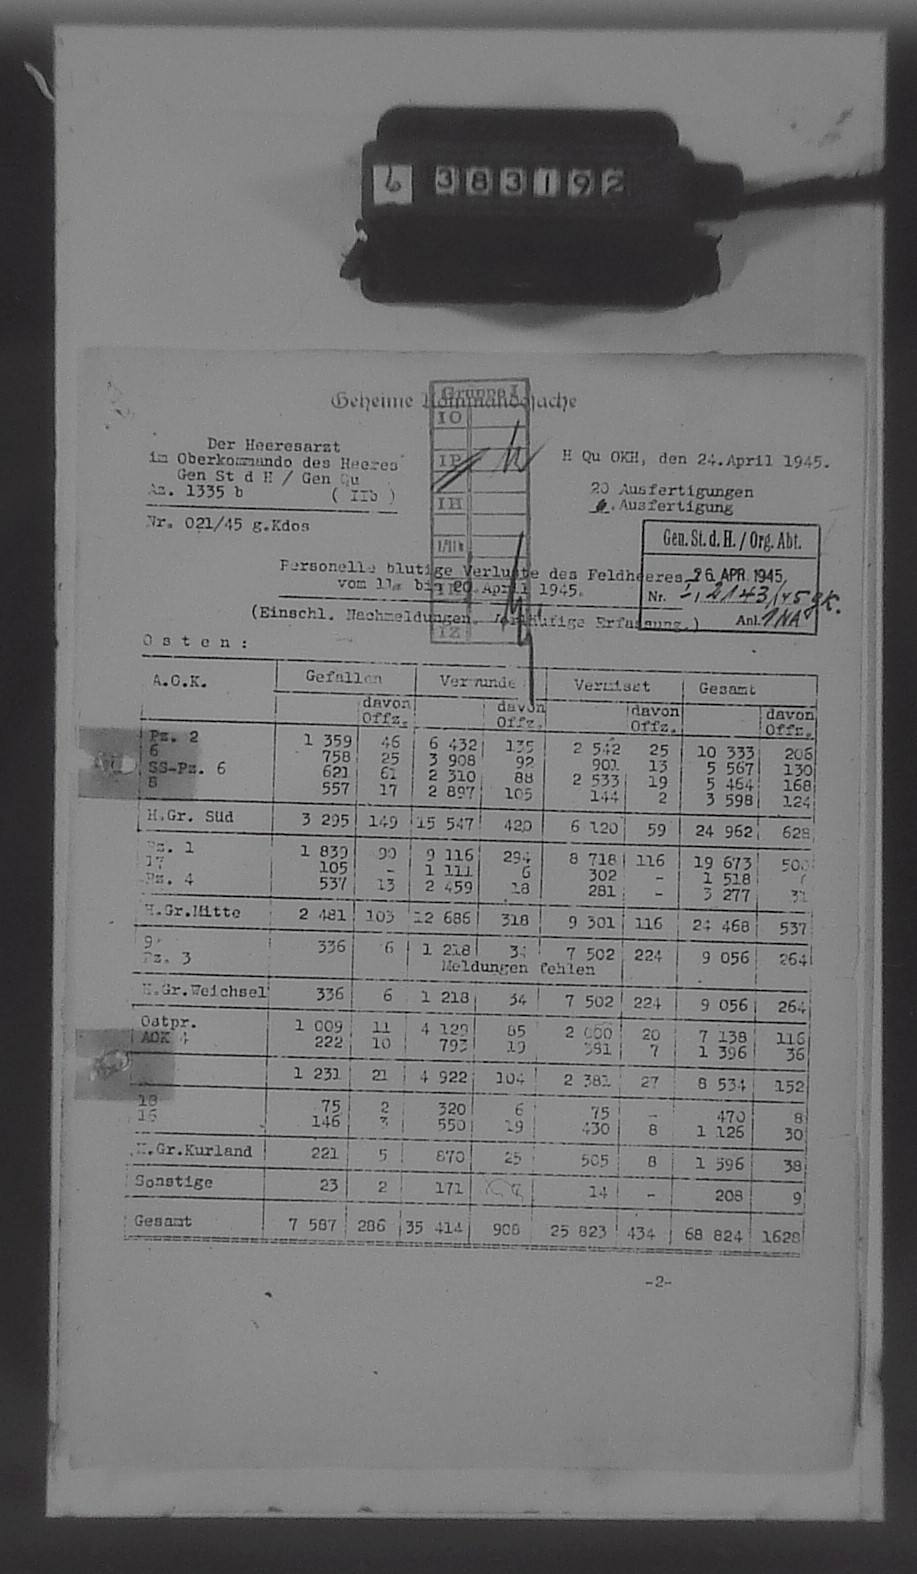 6 383192
Geheime Kommandosache
Gruppe I
IO
IP
IH
I/IIb
IZ
Der Heeresarzt
im Oberkommando des Heeres
Gen St d H / Gen Qu
Az. 1335 b ( IIb )
Nr. 021/45 g.Kdos
H Qu OKH, den 24.April 1945.
20 Ausfertigungen
6. Ausfertigung
Gen. St. d. H. / Org. Abt.
26. APR. 1945
Nr. I, 2143/45 gK.
Anl. 1NA
Personelle blutige Verluste des Feldheeres
vom 11. bis 20.April 1945.
(Einschl. Nachmeldungen. Vorläufige Erfassung.)
Osten:
A.O.K. Gefallen Verwundet Vermisst Gesamt
davon Offz. davon Offz. davon Offz. davon Offz.
Pz. 2 1 359 46 6 432 135 2 542 25 10 333 206
6 758 25 3 908 92 901 13 5 567 130
SS-Pz. 6 621 61 2 310 88 2 533 19 5 464 168
8 557 17 2 897 105 144 2 3 598 124
H.Gr. Süd 3 295 149 15 547 420 6 120 59 24 962 628
Pz. 1 1 839 90 9 116 294 8 718 116 19 673 500
17 105 - 1 111 6 302 - 1 518 6
Pz. 4 537 13 2 459 18 281 - 3 277 31
H.Gr.Mitte 2 481 103 12 686 318 9 301 116 24 468 537
9 336 6 1 218 34 7 502 224 9 056 264
Pz. 3 Meldungen fehlen
H.Gr.Weichsel 336 6 1 218 34 7 502 224 9 056 264
Ostpr. 1 009 11 4 129 85 2 000 20 7 138 116
AOK 4 222 10 793 19 381 7 1 396 36
1 231 21 4 922 104 2 381 27 8 534 152
18 75 2 320 6 75 - 470 8
16 146 3 550 19 430 8 1 126 30
H.Gr.Kurland 221 5 870 25 505 8 1 596 38
Sonstige 23 2 171 7 14 - 208 9
Gesamt 7 587 286 35 414 908 25 823 434 68 824 1628
-2-